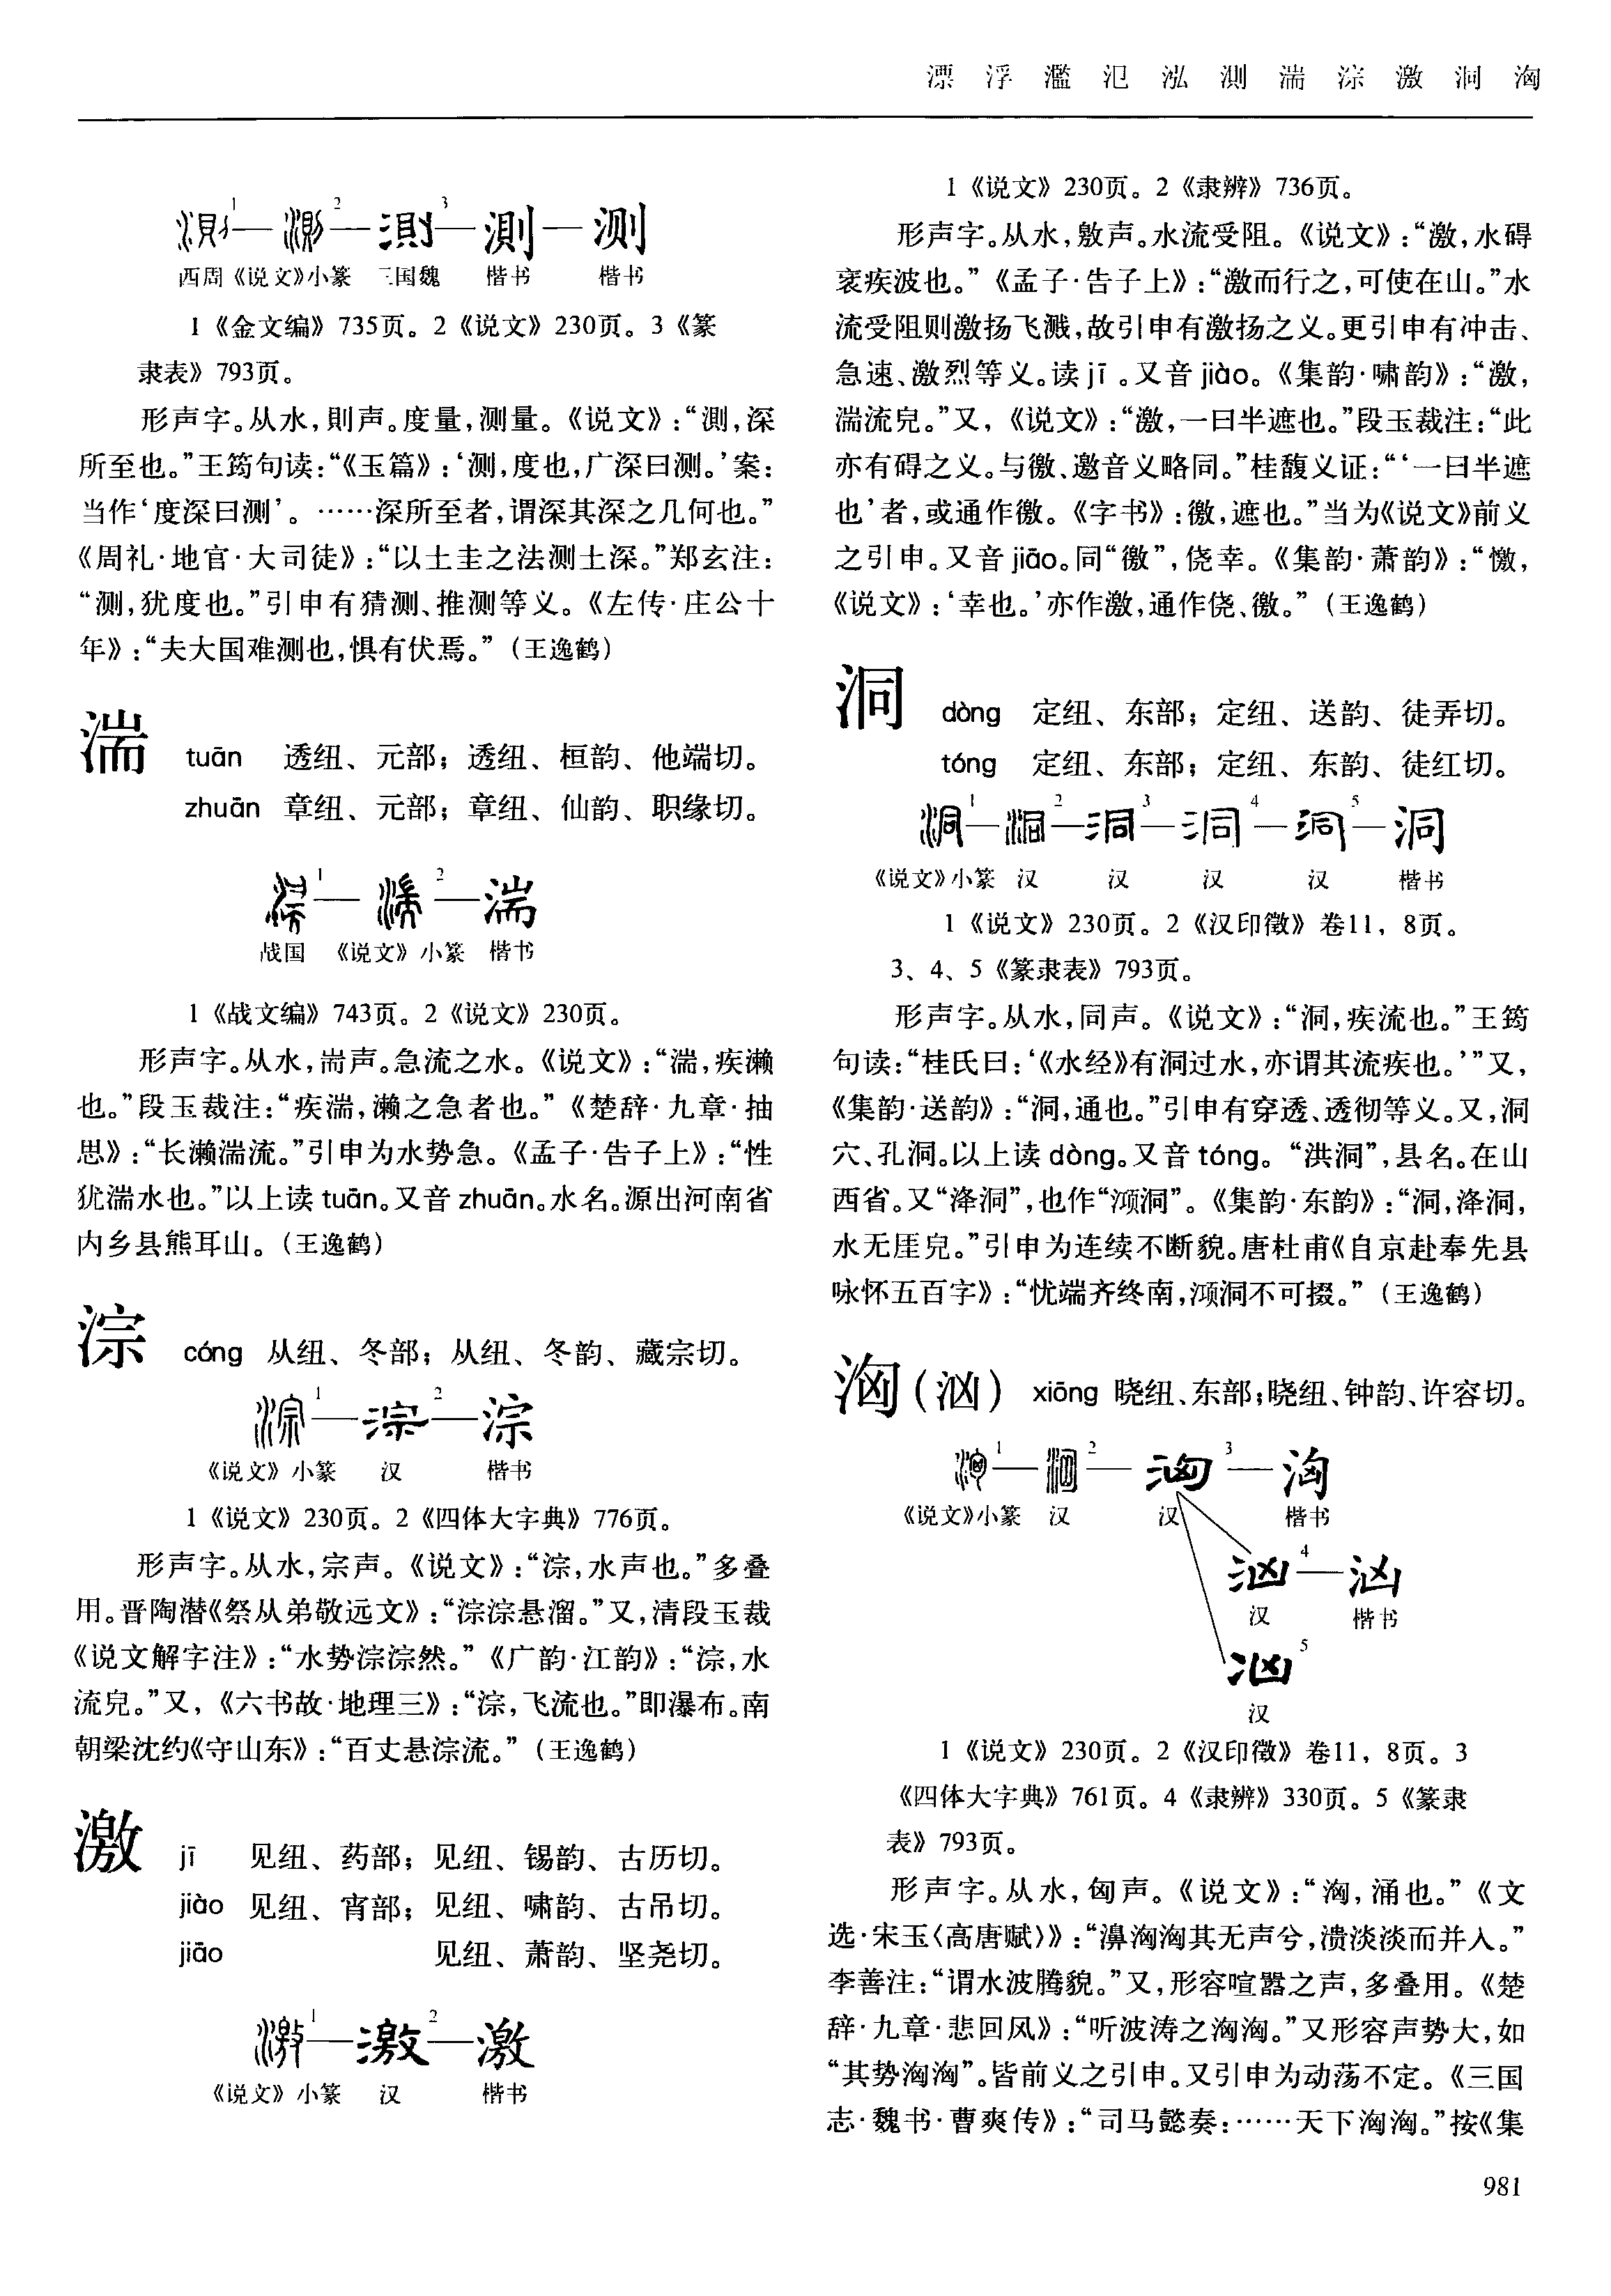 漂浮濫氾泓測湍淙激洞洶
1 2 3
測—測—測—測—测
西周 《说文》小篆 三国魏 楷书 楷书
1《金文编》735页。2《说文》230页。3《篆
隶表》793页。
形声字。从水，則声。度量，测量。《说文》：“測，深
所至也。”王筠句读：“《玉篇》：‘测，度也，广深曰测。’案：
当作‘度深曰测’。……深所至者，谓深其深之几何也。”
《周礼·地官·大司徒》：“以土圭之法测土深。”郑玄注：
“测，犹度也。”引申有猜测、推测等义。《左传·庄公十
年》：“夫大国难测也，惧有伏焉。”（王逸鹤）
湍 tuān 透纽、元部；透纽、桓韵、他端切。
zhuān 章纽、元部；章纽、仙韵、职缘切。
1 2
湍—湍—湍
战国 《说文》小篆 楷书
1《战文编》743页。2《说文》230页。
形声字。从水，耑声。急流之水。《说文》：“湍，疾濑
也。”段玉裁注：“疾湍，濑之急者也。”《楚辞·九章·抽
思》：“长濑湍流。”引申为水势急。《孟子·告子上》：“性
犹湍水也。”以上读 tuān。又音 zhuān。水名。源出河南省
内乡县熊耳山。（王逸鹤）
淙 cóng 从纽、冬部；从纽、冬韵、藏宗切。
1 2
淙—淙—淙
《说文》小篆 汉 楷书
1《说文》230页。2《四体大字典》776页。
形声字。从水，宗声。《说文》：“淙，水声也。”多叠
用。晋陶潜《祭从弟敬远文》：“淙淙悬溜。”又，清段玉裁
《说文解字注》：“水势淙淙然。”《广韵·江韵》：“淙，水
流皃。”又，《六书故·地理三》：“淙，飞流也。”即瀑布。南
朝梁沈约《守山东》：“百丈悬淙流。”（王逸鹤）
激 jī 见纽、药部；见纽、锡韵、古历切。
jiào 见纽、宵部；见纽、啸韵、古吊切。
jiāo 见纽、萧韵、坚尧切。
1 2
激—激—激
《说文》小篆 汉 楷书
1《说文》230页。2《隶辨》736页。
形声字。从水，敫声。水流受阻。《说文》：“激，水碍
衺疾波也。”《孟子·告子上》：“激而行之，可使在山。”水
流受阻则激扬飞溅，故引申有激扬之义。更引申有冲击、
急速、激烈等义。读 jī 。又音 jiào。《集韵·啸韵》：“激，
湍流皃。”又，《说文》：“激，一曰半遮也。”段玉裁注：“此
亦有碍之义。与徼、邀音义略同。”桂馥义证：“‘一曰半遮
也’者，或通作徼。《字书》：徼，遮也。”当为《说文》前义
之引申。又音 jiāo。同“徼”，侥幸。《集韵·萧韵》：“憿，
《说文》：‘幸也。’亦作激，通作侥、徼。”（王逸鹤）
洞 dòng 定纽、东部；定纽、送韵、徒弄切。
tóng 定纽、东部；定纽、东韵、徒红切。
1 2 3 4 5
洞—洞—洞—洞—洞—洞
《说文》小篆 汉 汉 汉 汉 楷书
1《说文》230页。2《汉印徵》卷11，8页。
3、4、5《篆隶表》793页。
形声字。从水，同声。《说文》：“洞，疾流也。”王筠
句读：“桂氏曰：‘《水经》有洞过水，亦谓其流疾也。’”又，
《集韵·送韵》：“洞，通也。”引申有穿透、透彻等义。又，洞
穴、孔洞。以上读 dòng。又音 tóng。“洪洞”，县名。在山
西省。又“洚洞”，也作“澒洞”。《集韵·东韵》：“洞，洚洞，
水无厓皃。”引申为连续不断貌。唐杜甫《自京赴奉先县
咏怀五百字》：“忧端齐终南，澒洞不可掇。”（王逸鹤）
洶（汹） xiōng 晓纽、东部；晓纽、钟韵、许容切。
1 2 3
洶—洶—洶—洶
《说文》小篆 汉 汉 楷书
4
汹—汹
汉 楷书
5
汹
汉
1《说文》230页。2《汉印徵》卷11，8页。3
《四体大字典》761页。4《隶辨》330页。5《篆隶
表》793页。
形声字。从水，匈声。《说文》：“洶，涌也。”《文
选·宋玉〈高唐赋〉》：“濞洶洶其无声兮，溃淡淡而并入。”
李善注：“谓水波腾貌。”又，形容喧嚣之声，多叠用。《楚
辞·九章·悲回风》：“听波涛之洶洶。”又形容声势大，如
“其势洶洶”。皆前义之引申。又引申为动荡不定。《三国
志·魏书·曹爽传》：“司马懿奏：……天下洶洶。”按《集
981